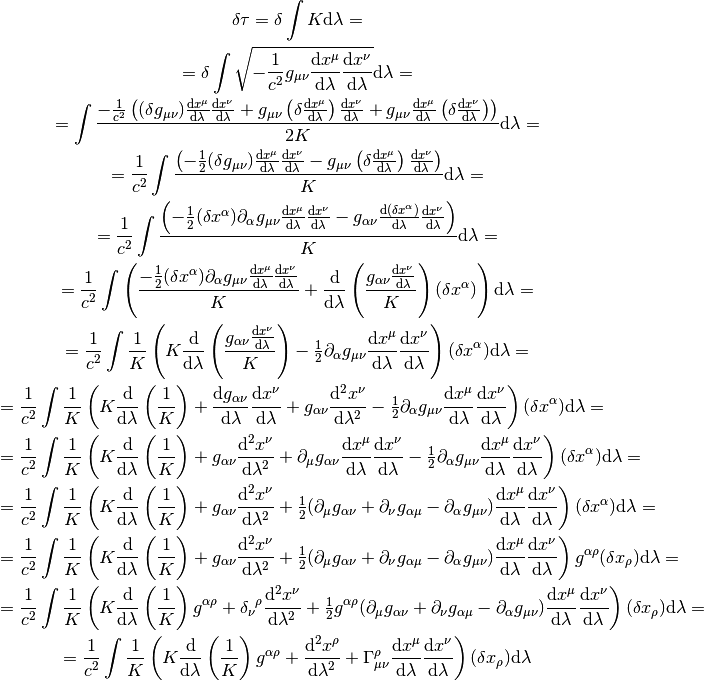 $\delta\tau = \delta \int K \mathrm{d}\lambda =$
$= \delta \int \sqrt{-\frac{1}{c^2} g_{\mu\nu} \frac{\mathrm{d}x^\mu}{\mathrm{d}\lambda} \frac{\mathrm{d}x^\nu}{\mathrm{d}\lambda}} \mathrm{d}\lambda =$
$= \int \frac{-\frac{1}{c^2} \left( (\delta g_{\mu\nu}) \frac{\mathrm{d}x^\mu}{\mathrm{d}\lambda} \frac{\mathrm{d}x^\nu}{\mathrm{d}\lambda} + g_{\mu\nu} \left( \delta \frac{\mathrm{d}x^\mu}{\mathrm{d}\lambda} \right) \frac{\mathrm{d}x^\nu}{\mathrm{d}\lambda} + g_{\mu\nu} \frac{\mathrm{d}x^\mu}{\mathrm{d}\lambda} \left( \delta \frac{\mathrm{d}x^\nu}{\mathrm{d}\lambda} \right) \right)}{2K} \mathrm{d}\lambda =$
$= \frac{1}{c^2} \int \frac{\left( -\frac{1}{2} (\delta g_{\mu\nu}) \frac{\mathrm{d}x^\mu}{\mathrm{d}\lambda} \frac{\mathrm{d}x^\nu}{\mathrm{d}\lambda} - g_{\mu\nu} \left( \delta \frac{\mathrm{d}x^\mu}{\mathrm{d}\lambda} \right) \frac{\mathrm{d}x^\nu}{\mathrm{d}\lambda} \right)}{K} \mathrm{d}\lambda =$
$= \frac{1}{c^2} \int \frac{\left( -\frac{1}{2} (\delta x^\alpha) \partial_\alpha g_{\mu\nu} \frac{\mathrm{d}x^\mu}{\mathrm{d}\lambda} \frac{\mathrm{d}x^\nu}{\mathrm{d}\lambda} - g_{\alpha\nu} \frac{\mathrm{d}(\delta x^\alpha)}{\mathrm{d}\lambda} \frac{\mathrm{d}x^\nu}{\mathrm{d}\lambda} \right)}{K} \mathrm{d}\lambda =$
$= \frac{1}{c^2} \int \left( \frac{-\frac{1}{2} (\delta x^\alpha) \partial_\alpha g_{\mu\nu} \frac{\mathrm{d}x^\mu}{\mathrm{d}\lambda} \frac{\mathrm{d}x^\nu}{\mathrm{d}\lambda}}{K} + \frac{\mathrm{d}}{\mathrm{d}\lambda} \left( \frac{g_{\alpha\nu} \frac{\mathrm{d}x^\nu}{\mathrm{d}\lambda}}{K} \right) (\delta x^\alpha) \right) \mathrm{d}\lambda =$
$= \frac{1}{c^2} \int \frac{1}{K} \left( K \frac{\mathrm{d}}{\mathrm{d}\lambda} \left( \frac{g_{\alpha\nu} \frac{\mathrm{d}x^\nu}{\mathrm{d}\lambda}}{K} \right) - \frac{1}{2} \partial_\alpha g_{\mu\nu} \frac{\mathrm{d}x^\mu}{\mathrm{d}\lambda} \frac{\mathrm{d}x^\nu}{\mathrm{d}\lambda} \right) (\delta x^\alpha) \mathrm{d}\lambda =$
$= \frac{1}{c^2} \int \frac{1}{K} \left( K \frac{\mathrm{d}}{\mathrm{d}\lambda} \left( \frac{1}{K} \right) + \frac{\mathrm{d}g_{\alpha\nu}}{\mathrm{d}\lambda} \frac{\mathrm{d}x^\nu}{\mathrm{d}\lambda} + g_{\alpha\nu} \frac{\mathrm{d}^2 x^\nu}{\mathrm{d}\lambda^2} - \frac{1}{2} \partial_\alpha g_{\mu\nu} \frac{\mathrm{d}x^\mu}{\mathrm{d}\lambda} \frac{\mathrm{d}x^\nu}{\mathrm{d}\lambda} \right) (\delta x^\alpha) \mathrm{d}\lambda =$
$= \frac{1}{c^2} \int \frac{1}{K} \left( K \frac{\mathrm{d}}{\mathrm{d}\lambda} \left( \frac{1}{K} \right) + g_{\alpha\nu} \frac{\mathrm{d}^2 x^\nu}{\mathrm{d}\lambda^2} + \partial_\mu g_{\alpha\nu} \frac{\mathrm{d}x^\mu}{\mathrm{d}\lambda} \frac{\mathrm{d}x^\nu}{\mathrm{d}\lambda} - \frac{1}{2} \partial_\alpha g_{\mu\nu} \frac{\mathrm{d}x^\mu}{\mathrm{d}\lambda} \frac{\mathrm{d}x^\nu}{\mathrm{d}\lambda} \right) (\delta x^\alpha) \mathrm{d}\lambda =$
$= \frac{1}{c^2} \int \frac{1}{K} \left( K \frac{\mathrm{d}}{\mathrm{d}\lambda} \left( \frac{1}{K} \right) + g_{\alpha\nu} \frac{\mathrm{d}^2 x^\nu}{\mathrm{d}\lambda^2} + \frac{1}{2} (\partial_\mu g_{\alpha\nu} + \partial_\nu g_{\alpha\mu} - \partial_\alpha g_{\mu\nu}) \frac{\mathrm{d}x^\mu}{\mathrm{d}\lambda} \frac{\mathrm{d}x^\nu}{\mathrm{d}\lambda} \right) (\delta x^\alpha) \mathrm{d}\lambda =$
$= \frac{1}{c^2} \int \frac{1}{K} \left( K \frac{\mathrm{d}}{\mathrm{d}\lambda} \left( \frac{1}{K} \right) + g_{\alpha\nu} \frac{\mathrm{d}^2 x^\nu}{\mathrm{d}\lambda^2} + \frac{1}{2} (\partial_\mu g_{\alpha\nu} + \partial_\nu g_{\alpha\mu} - \partial_\alpha g_{\mu\nu}) \frac{\mathrm{d}x^\mu}{\mathrm{d}\lambda} \frac{\mathrm{d}x^\nu}{\mathrm{d}\lambda} \right) g^{\alpha\rho} (\delta x_\rho) \mathrm{d}\lambda =$
$= \frac{1}{c^2} \int \frac{1}{K} \left( K \frac{\mathrm{d}}{\mathrm{d}\lambda} \left( \frac{1}{K} \right) g^{\alpha\rho} + \delta_\nu{}^\rho \frac{\mathrm{d}^2 x^\nu}{\mathrm{d}\lambda^2} + \frac{1}{2} g^{\alpha\rho} (\partial_\mu g_{\alpha\nu} + \partial_\nu g_{\alpha\mu} - \partial_\alpha g_{\mu\nu}) \frac{\mathrm{d}x^\mu}{\mathrm{d}\lambda} \frac{\mathrm{d}x^\nu}{\mathrm{d}\lambda} \right) (\delta x_\rho) \mathrm{d}\lambda =$
$= \frac{1}{c^2} \int \frac{1}{K} \left( K \frac{\mathrm{d}}{\mathrm{d}\lambda} \left( \frac{1}{K} \right) g^{\alpha\rho} + \frac{\mathrm{d}^2 x^\rho}{\mathrm{d}\lambda^2} + \Gamma^\rho_{\mu\nu} \frac{\mathrm{d}x^\mu}{\mathrm{d}\lambda} \frac{\mathrm{d}x^\nu}{\mathrm{d}\lambda} \right) (\delta x_\rho) \mathrm{d}\lambda$